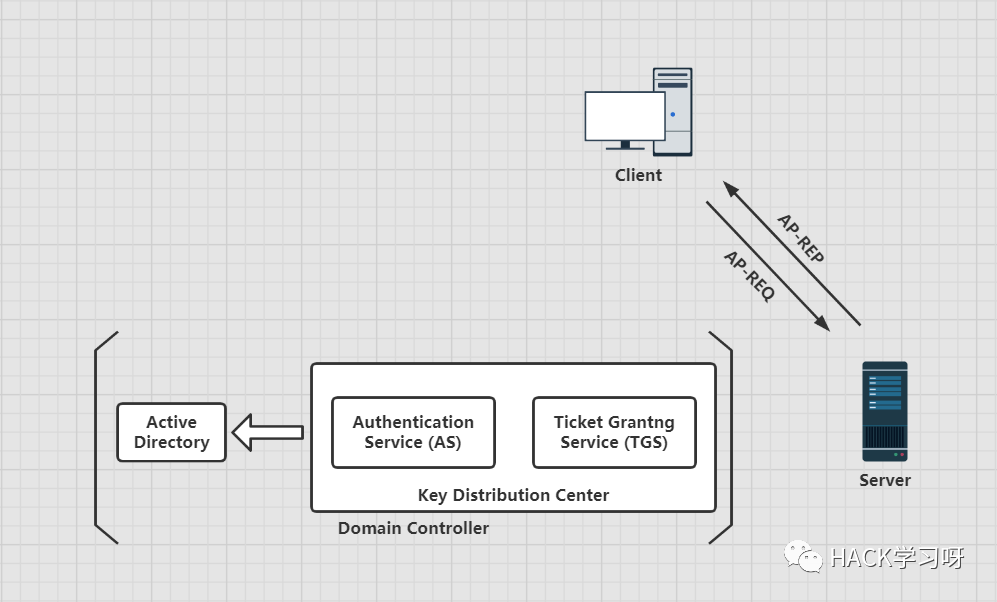 Client
AP-REP
AP-REQ
Active
Directory
Authentication
Service (AS)
Ticket Grantng
Service (TGS)
Key Distribution Center
Domain Controller
Server
HACK学习呀